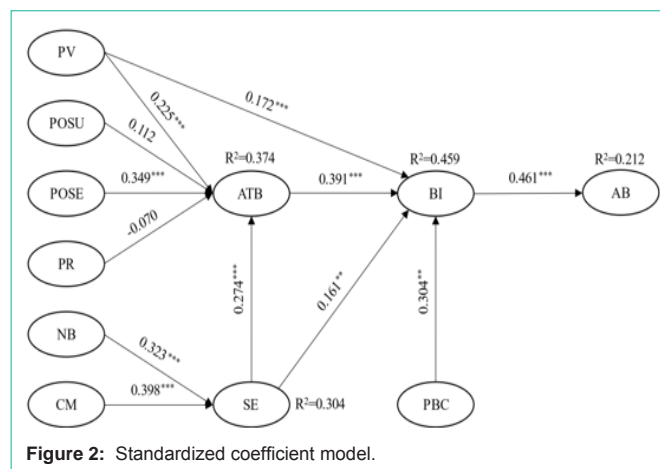 PV
0.225***
0.172***
POSU
0.112
R²=0.374
R²=0.459
R²=0.212
POSE
0.349***
ATB
0.391***
BI
0.461***
AB
-0.070
PR
0.274***
0.161**
0.304**
NB
0.323***
0.398***
CM
SE
R²=0.304
PBC
Figure 2: Standardized coefficient model.